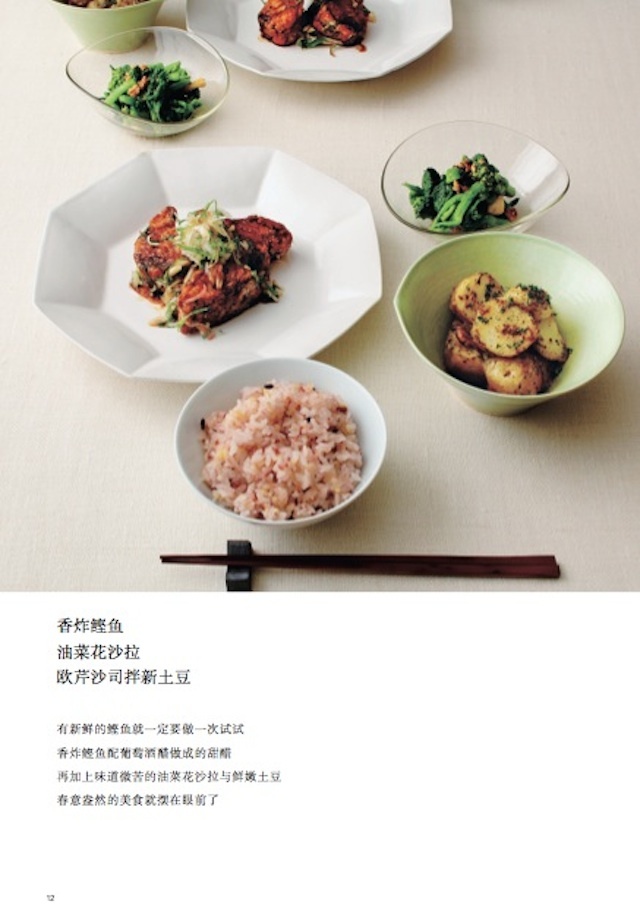 香炸鲣鱼
油菜花沙拉
欧芹沙司拌新土豆
有新鲜的鲣鱼就一定要做一次试试
香炸鲣鱼配葡萄酒醋做成的甜醋
再加上味道微苦的油菜花沙拉与鲜嫩土豆
春意盎然的美食就摆在眼前了
12